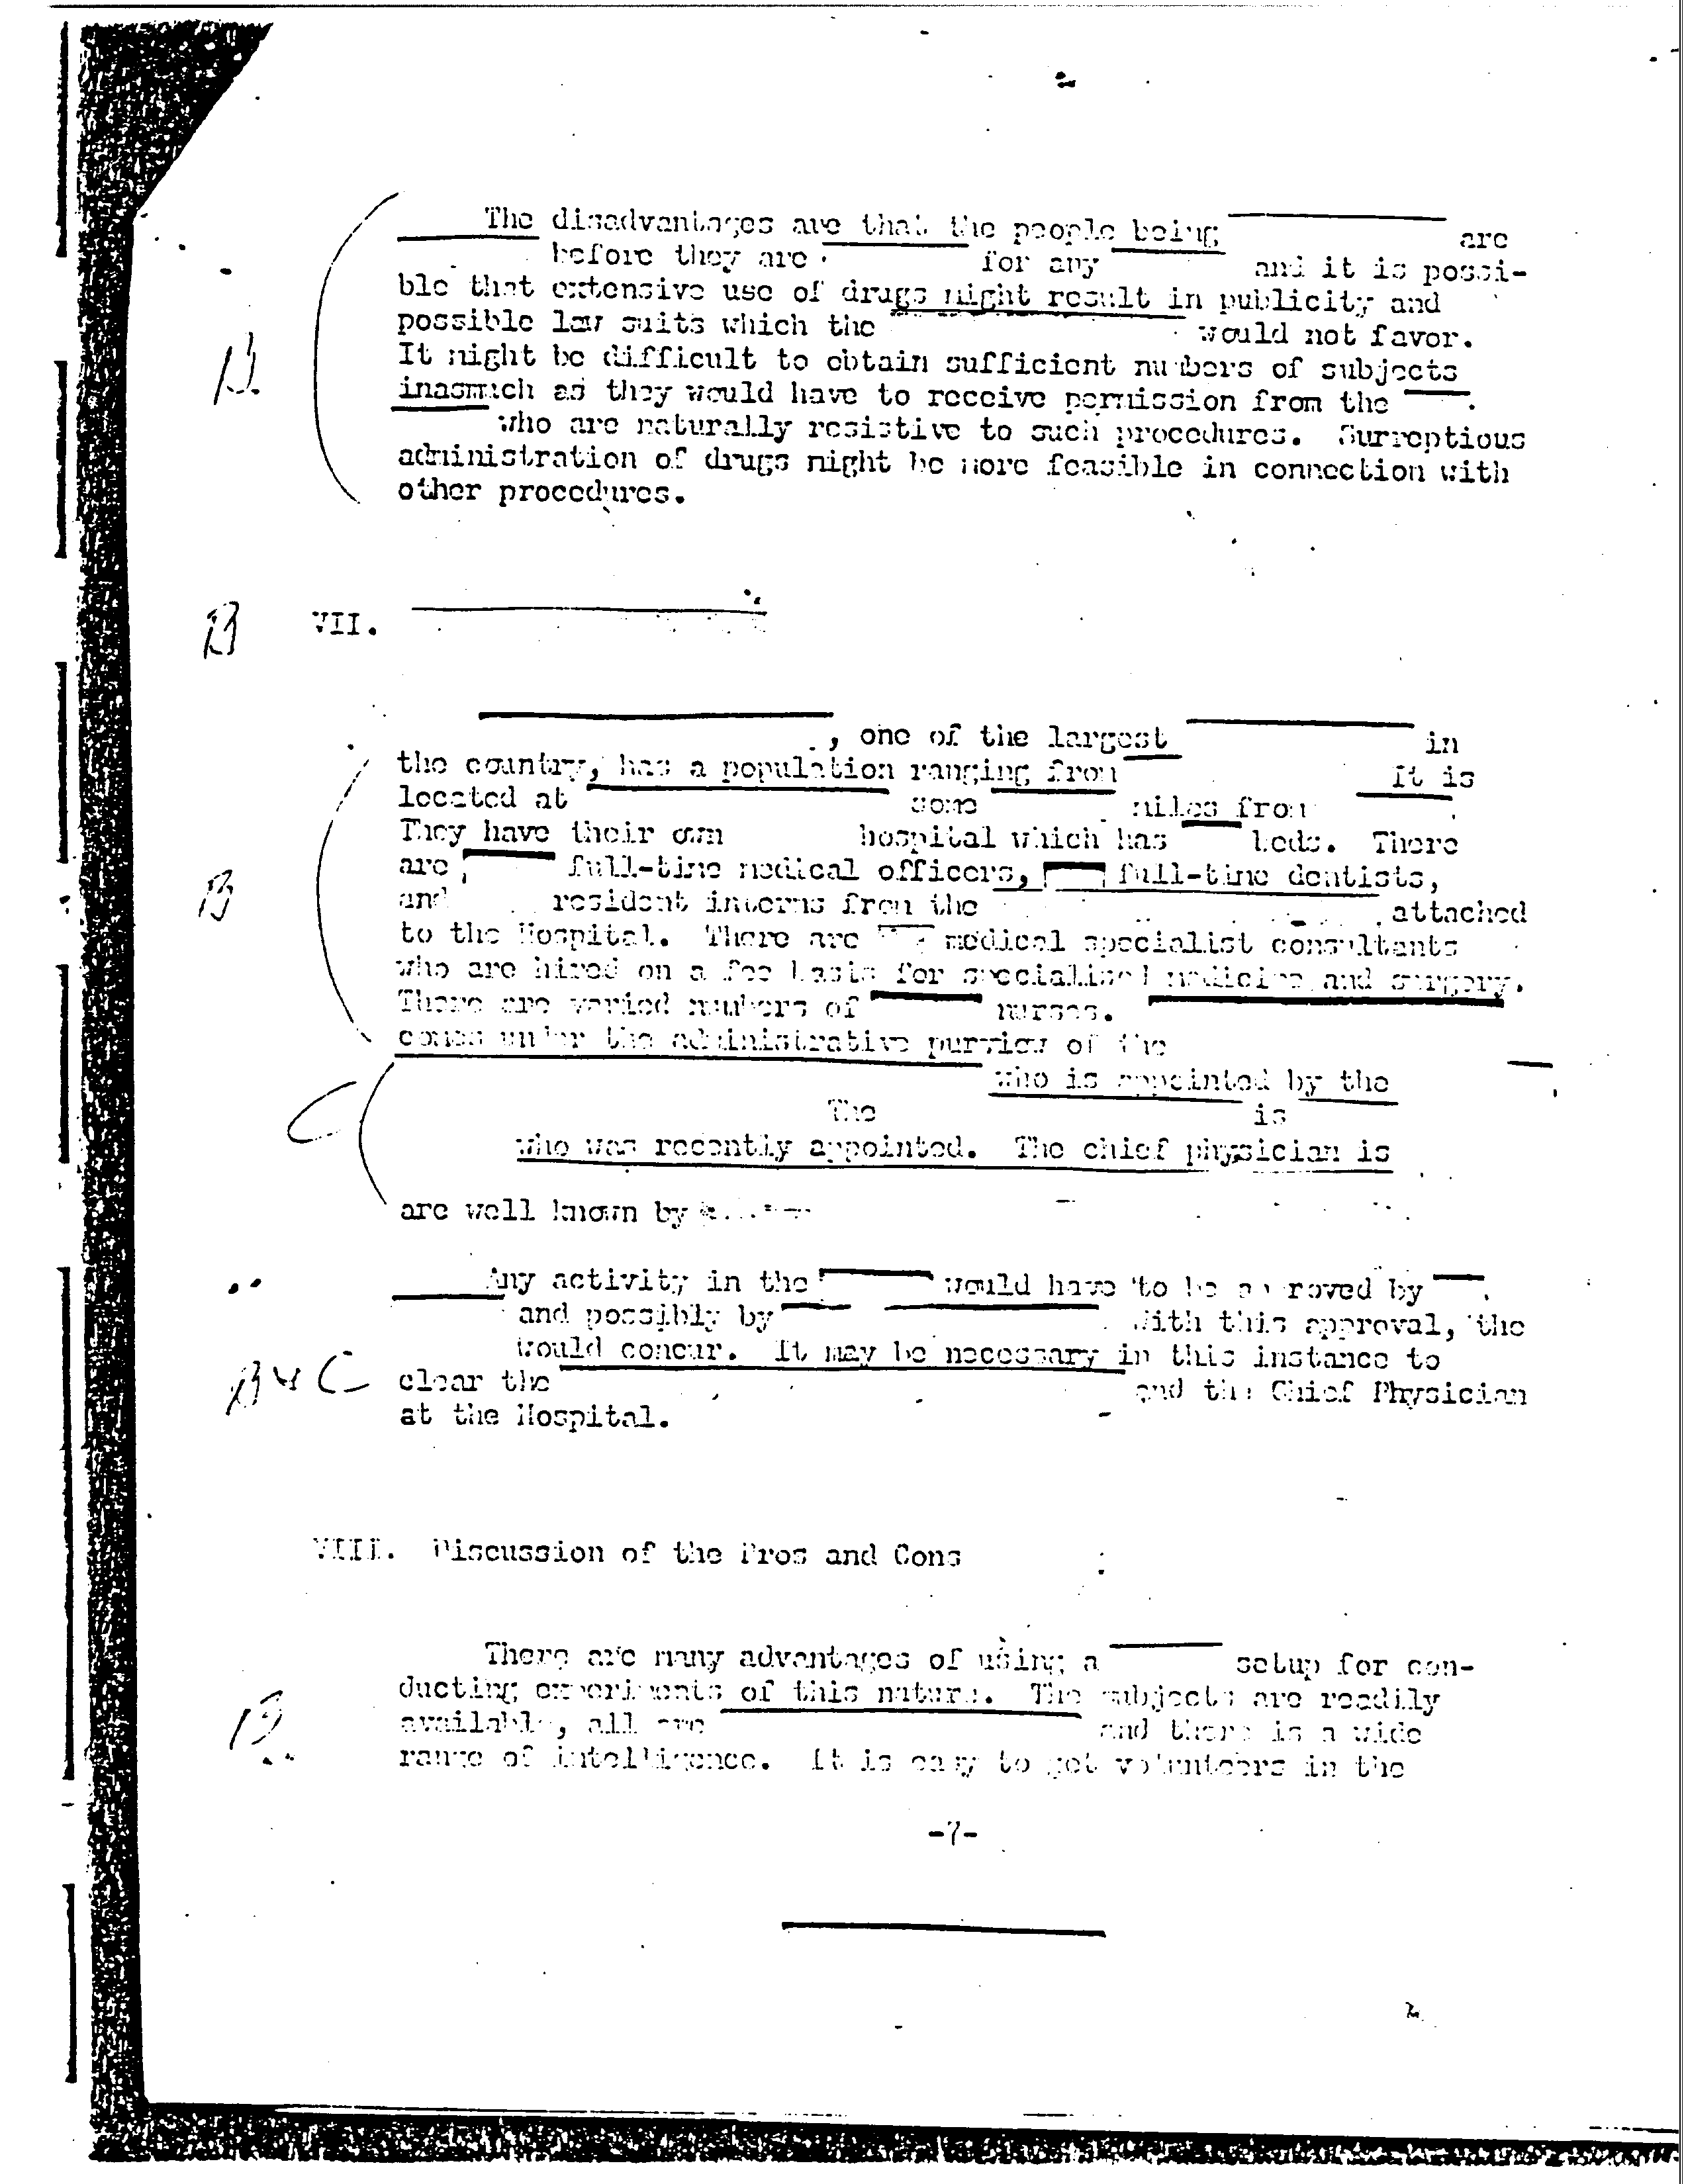 The disadvantages are that the people being are
before they are for any and it is possi-
ble that extensive use of drugs might result in publicity and
possible law suits which the would not favor.
It might be difficult to obtain sufficient numbers of subjects
inasmuch as they would have to receive permission from the
who are naturally resistive to such procedures. Surreptious
administration of drugs might be more feasible in connection with
other procedures.
B VII.
, one of the largest in
the country, has a population ranging from It is
located at some miles from
They have their own hospital which has beds. There
are full-time medical officers, full-time dentists,
B and resident interns from the attached
to the Hospital. There are medical specialist consultants
who are hired on a fee basis for specialized medicine and surgery.
There are varied numbers of nurses.
comes under the administrative purview of the
who is appointed by the
C The is
who was recently appointed. The chief physician is
are well known by
Any activity in the would have to be approved by
and possibly by With this approval, the
would concur. It may be necessary in this instance to
B & C clear the and the Chief Physician
at the Hospital.
VIII. Discussion of the Pros and Cons
There are many advantages of using a setup for con-
ducting experiments of this nature. The subjects are readily
B available, all are and there is a wide
range of intelligence. It is easy to get volunteers in the
-7-